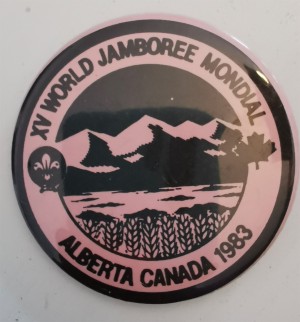 XV WORLD JAMBOREE MONDIAL
ALBERTA CANADA 1983